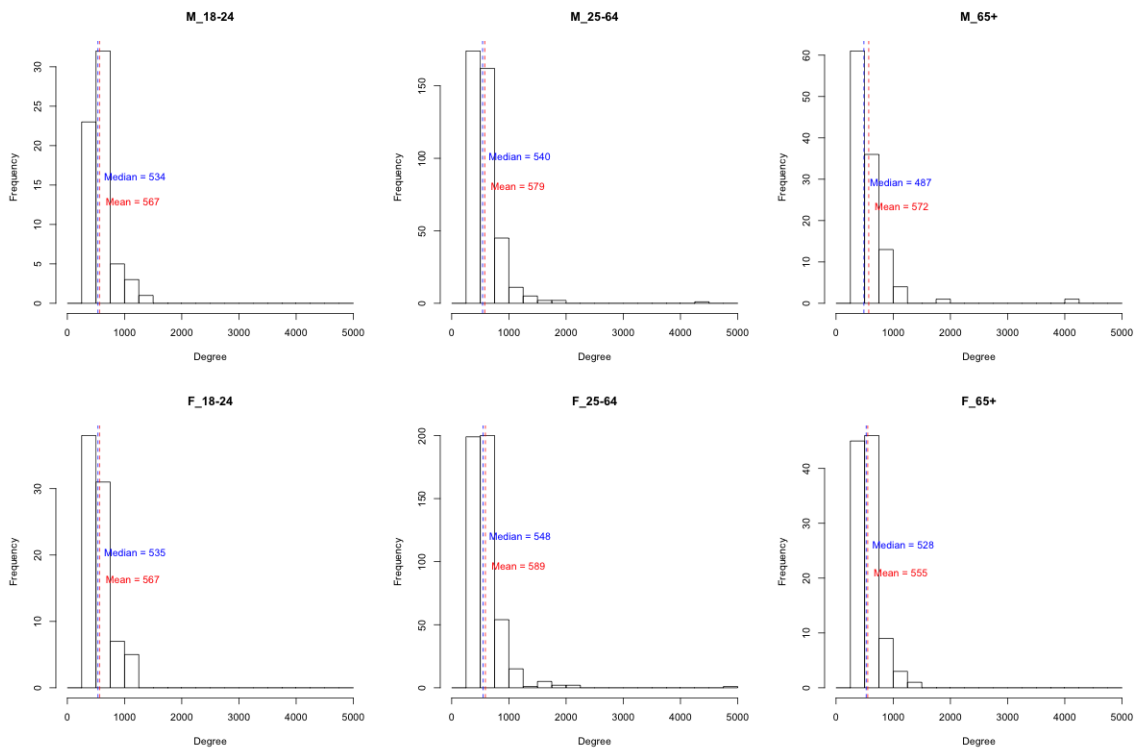 M_18-24
Frequency
30
25
20
15
10
5
0
Median = 534
Mean = 567
0 1000 2000 3000 4000 5000
Degree
M_25-64
Frequency
150
100
50
0
Median = 540
Mean = 579
0 1000 2000 3000 4000 5000
Degree
M_65+
Frequency
60
50
40
30
20
10
0
Median = 487
Mean = 572
0 1000 2000 3000 4000 5000
Degree
F_18-24
Frequency
30
20
10
0
Median = 535
Mean = 567
0 1000 2000 3000 4000 5000
Degree
F_25-64
Frequency
200
150
100
50
0
Median = 548
Mean = 589
0 1000 2000 3000 4000 5000
Degree
F_65+
Frequency
40
30
20
10
0
Median = 528
Mean = 555
0 1000 2000 3000 4000 5000
Degree